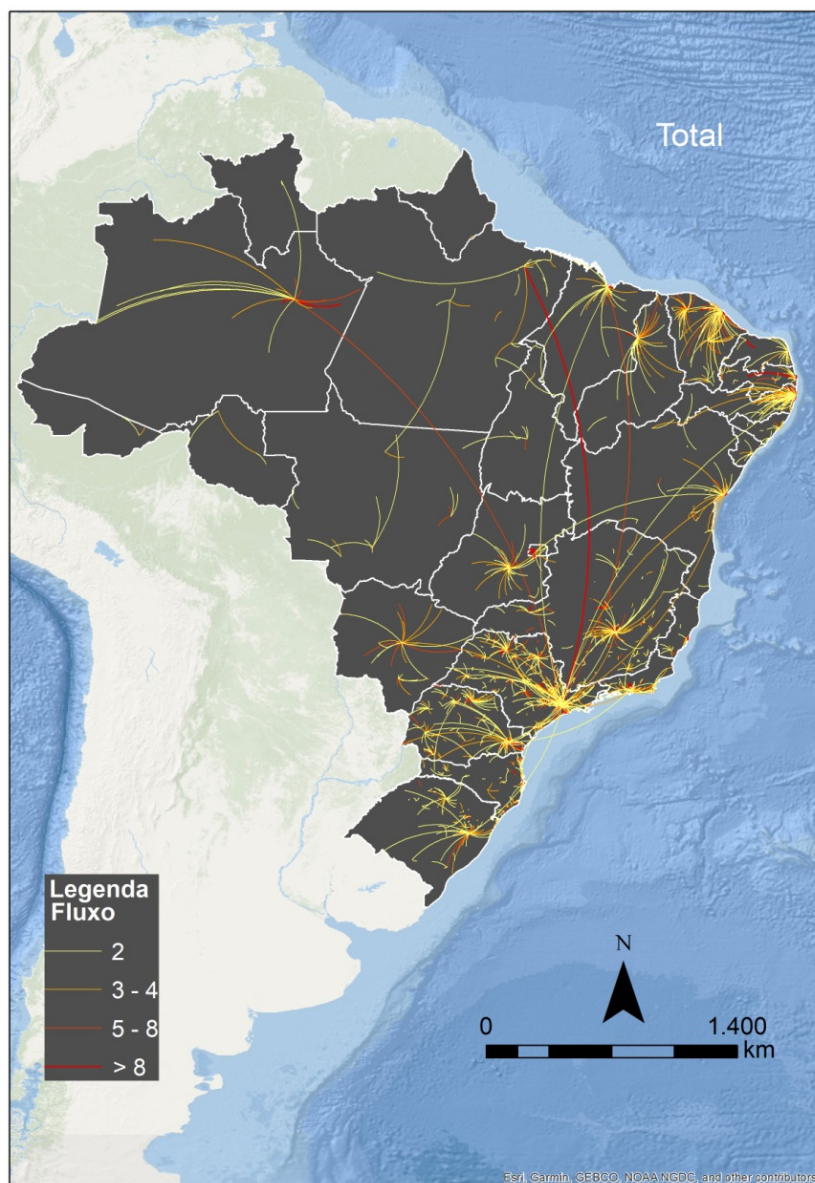 Total
Legenda
Fluxo
2
3 - 4
5 - 8
> 8
N
0 1.400
km
Esri, Garmin, GEBCO, NOAA NGDC, and other contributors